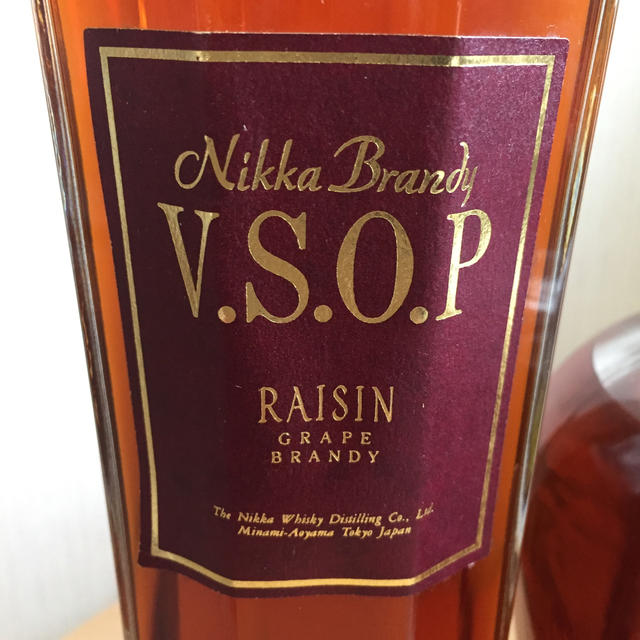 Nikka Brandy
V.S.O.P
RAISIN
GRAPE
BRANDY
The Nikka Whisky Distilling Co., Ltd.
Minami-Aoyama Tokyo Japan